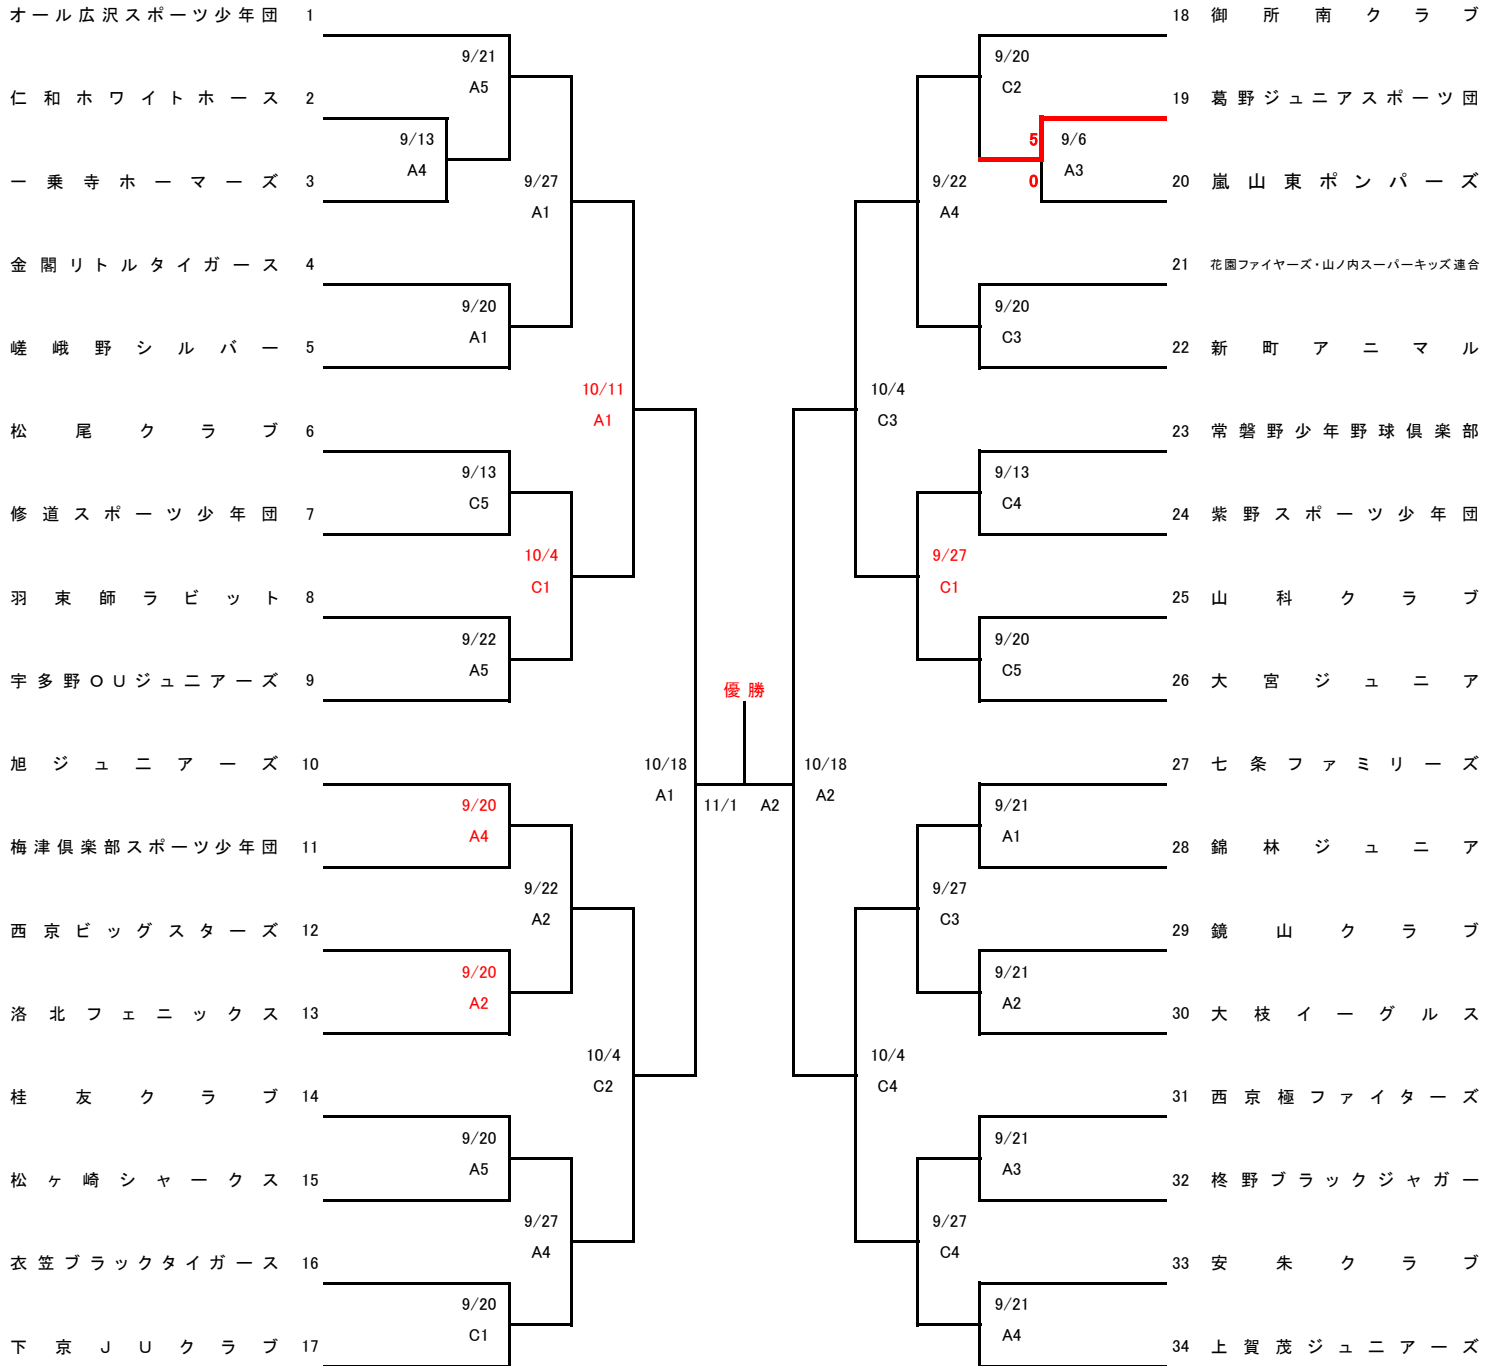 オール広沢スポーツ少年団 1
9/21
A5
仁和ホワイトホース 2
9/13
A4
一乗寺ホーマーズ 3
9/27
A1
金閣リトルタイガース 4
9/20
A1
嵯峨野シルバー 5
10/11
A1
松尾クラブ 6
9/13
C5
修道スポーツ少年団 7
10/4
C1
羽束師ラビット 8
9/22
A5
宇多野OUジュニアーズ 9
旭ジュニアーズ 10
9/20
A4
梅津倶楽部スポーツ少年団 11
9/22
A2
西京ビッグスターズ 12
9/20
A2
洛北フェニックス 13
10/4
C2
桂友クラブ 14
9/20
A5
松ヶ崎シャークス 15
9/27
A4
衣笠ブラックタイガース 16
9/20
C1
下京JUクラブ 17
優勝
10/18
A1
11/1 A2
10/18
A2
18 御所南クラブ
9/20
C2
19 葛野ジュニアスポーツ団
5
9/6
A3
0
20 嵐山東ポンパーズ
9/22
A4
21 花園ファイヤーズ・山ノ内スーパーキッズ連合
9/20
C3
22 新町アニマル
10/4
C3
23 常磐野少年野球倶楽部
9/13
C4
24 紫野スポーツ少年団
9/27
C1
25 山科クラブ
9/20
C5
26 大宮ジュニア
27 七条ファミリーズ
9/21
A1
28 錦林ジュニア
9/27
C3
29 鏡山クラブ
9/21
A2
30 大枝イーグルス
10/4
C4
31 西京極ファイターズ
9/21
A3
32 柊野ブラックジャガー
9/27
C4
33 安朱クラブ
9/21
A4
34 上賀茂ジュニアーズ